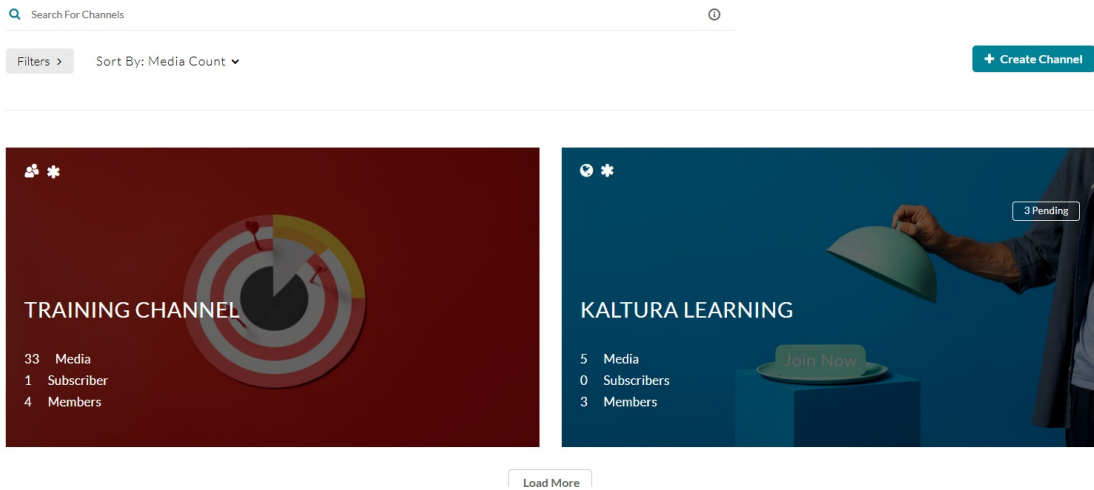 Search For Channels
Filters
Sort By: Media Count
+ Create Channel
3 Pending
TRAINING CHANNEL
33 Media
1 Subscriber
4 Members
KALTURA LEARNING
Join Now
5 Media
0 Subscribers
3 Members
Load More